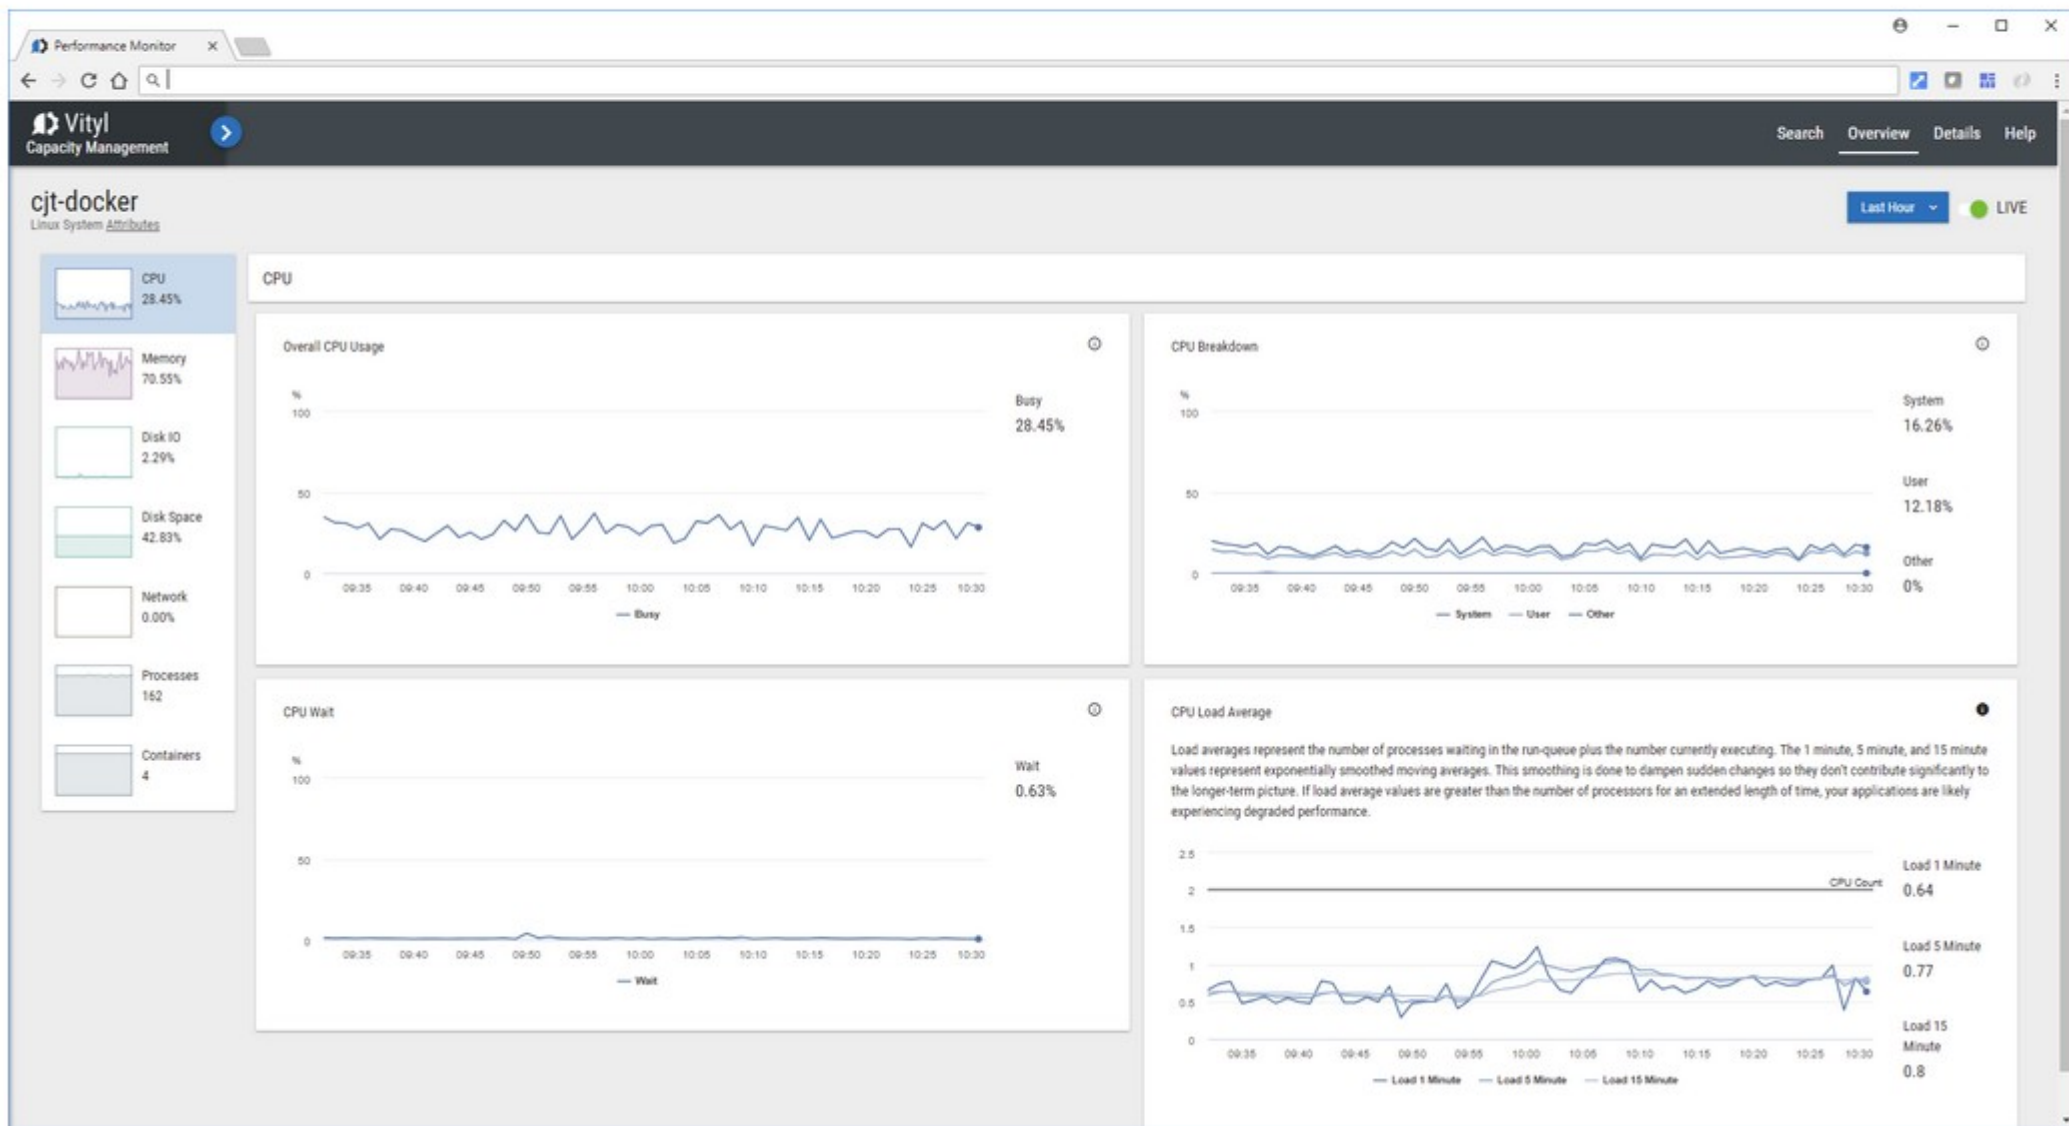 Performance Monitor
Vityl
Capacity Management
Search Overview Details Help
cjt-docker
Linux System Attributes
Last Hour
LIVE
CPU
28.45%
Memory
70.55%
Disk IO
2.29%
Disk Space
42.83%
Network
0.00%
Processes
162
Containers
4
CPU
Overall CPU Usage
%
100
50
0
09:35 09:40 09:45 09:50 09:55 10:00 10:05 10:10 10:15 10:20 10:25 10:30
Busy
Busy
28.45%
CPU Breakdown
%
100
50
0
09:35 09:40 09:45 09:50 09:55 10:00 10:05 10:10 10:15 10:20 10:25 10:30
System User Other
System
16.26%
User
12.18%
Other
0%
CPU Wait
%
100
50
0
09:35 09:40 09:45 09:50 09:55 10:00 10:05 10:10 10:15 10:20 10:25 10:30
Wait
Wait
0.63%
CPU Load Average
Load averages represent the number of processes waiting in the run-queue plus the number currently executing. The 1 minute, 5 minute, and 15 minute
values represent exponentially smoothed moving averages. This smoothing is done to dampen sudden changes so they don't contribute significantly to
the longer-term picture. If load average values are greater than the number of processors for an extended length of time, your applications are likely
experiencing degraded performance.
2.5
CPU Count
2
1.5
1
0.5
0
09:35 09:40 09:45 09:50 09:55 10:00 10:05 10:10 10:15 10:20 10:25 10:30
Load 1 Minute Load 5 Minute Load 15 Minute
Load 1 Minute
0.64
Load 5 Minute
0.77
Load 15
Minute
0.8